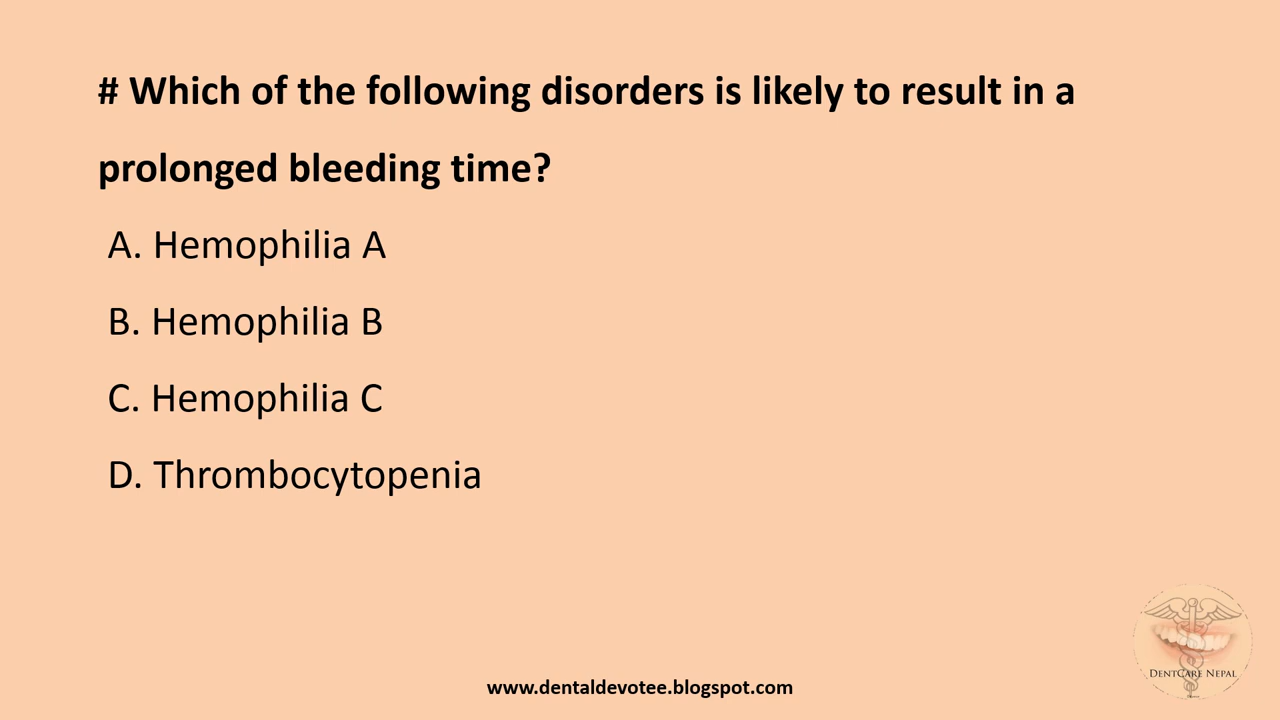 # Which of the following disorders is likely to result in a
prolonged bleeding time?
A. Hemophilia A
B. Hemophilia B
C. Hemophilia C
D. Thrombocytopenia
DENTCARE NEPAL
www.dentaldevotee.blogspot.com